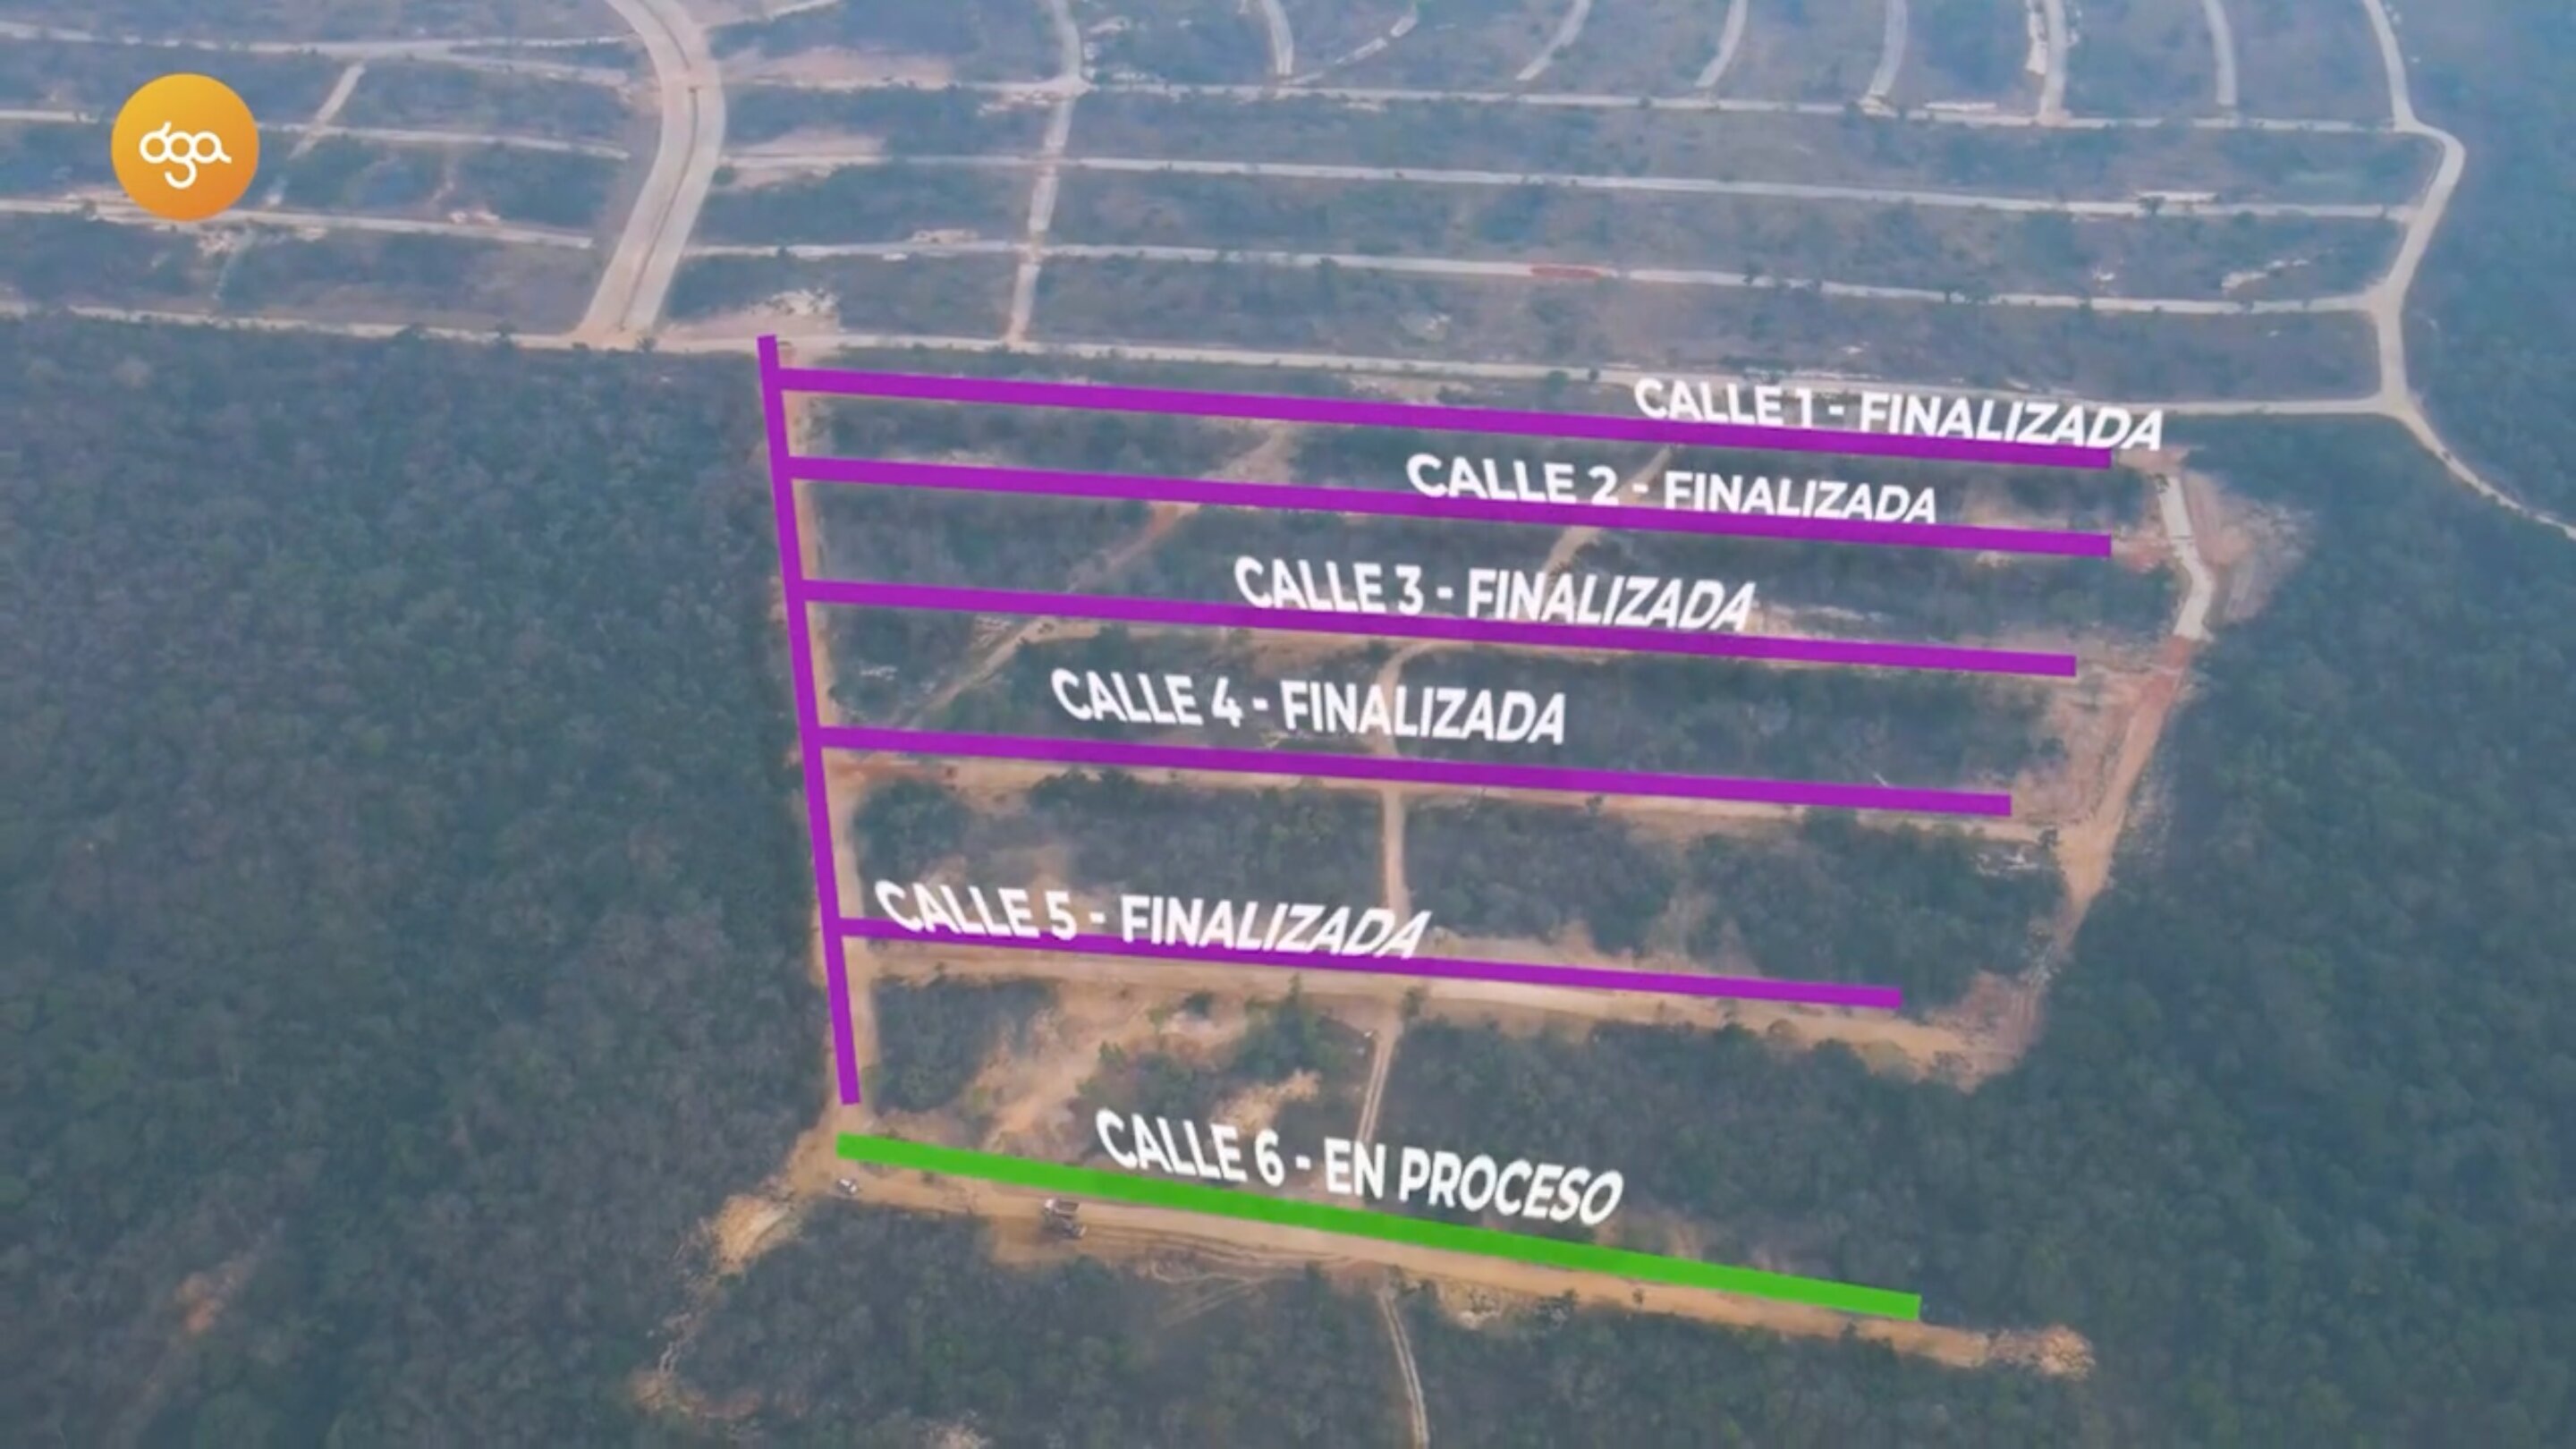 dga
CALLE 1 - FINALIZADA
CALLE 2 - FINALIZADA
CALLE 3 - FINALIZADA
CALLE 4 - FINALIZADA
CALLE 5 - FINALIZADA
CALLE 6 - EN PROCESO